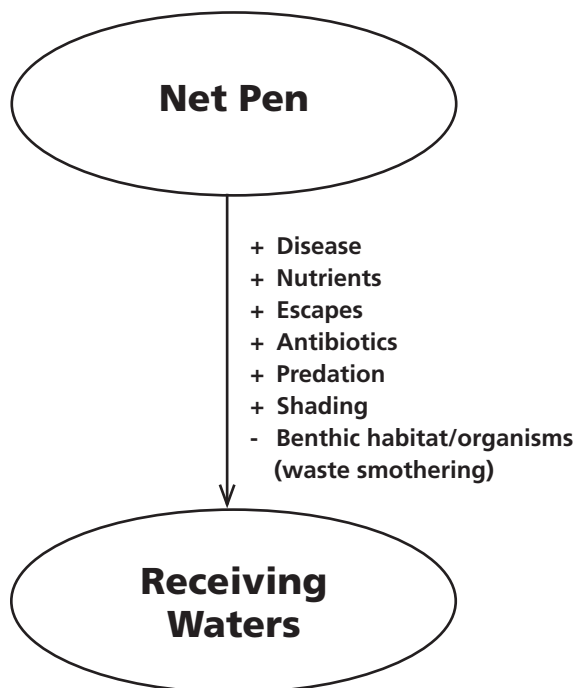 Net Pen
+ Disease
+ Nutrients
+ Escapes
+ Antibiotics
+ Predation
+ Shading
- Benthic habitat/organisms
(waste smothering)
Receiving
Waters